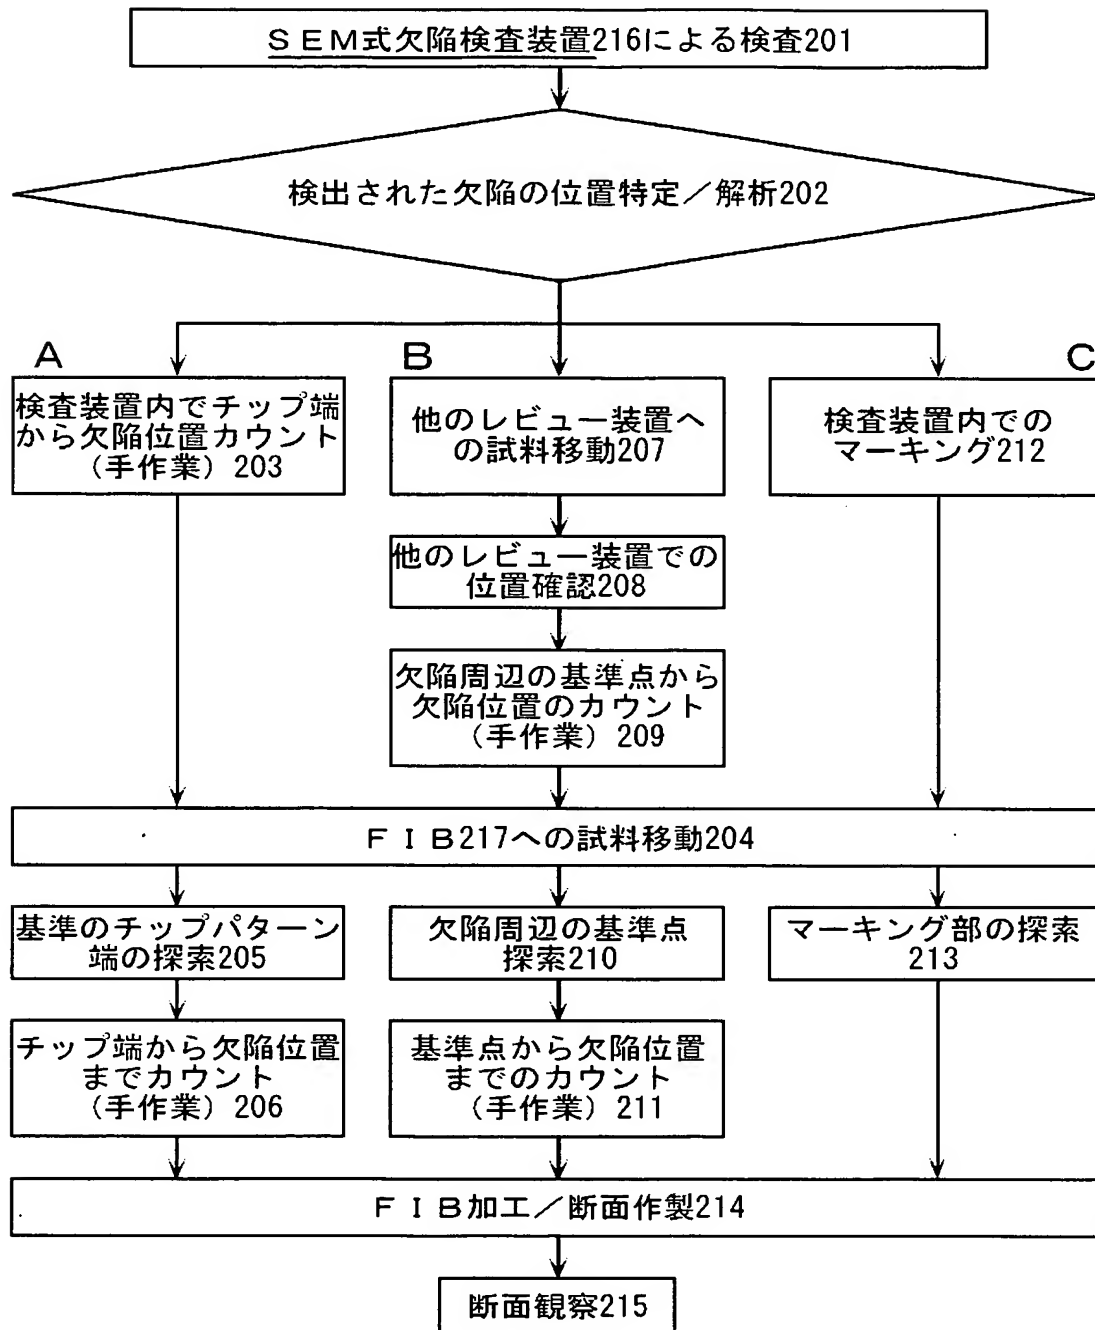 SEM式欠陥検査装置216による検査201
検出された欠陥の位置特定/解析202
A
B
C
検査装置内でチップ端
から欠陥位置カウント
(手作業)203
他のレビュー装置へ
の試料移動207
検査装置内での
マーキング212
他のレビュー装置での
位置確認208
欠陥周辺の基準点から
欠陥位置のカウント
(手作業)209
FIB217への試料移動204
基準のチップパターン
端の探索205
欠陥周辺の基準点
探索210
マーキング部の探索
213
チップ端から欠陥位置
までカウント
(手作業)206
基準点から欠陥位置
までのカウント
(手作業)211
FIB加工/断面作製214
断面観察215